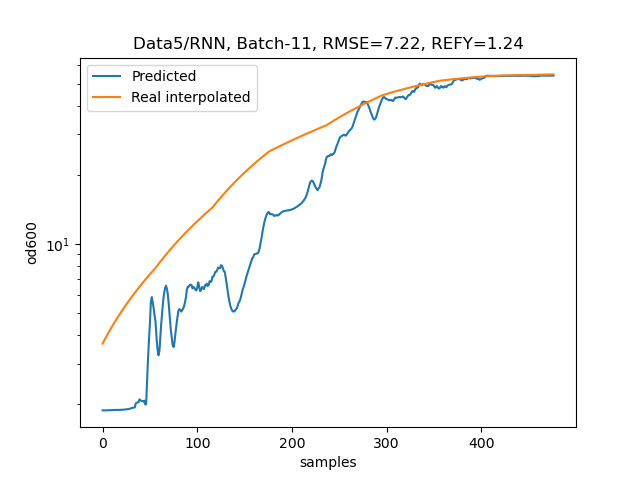 Data5/RNN, Batch-11, RMSE=7.22, REFY=1.24
Predicted
Real interpolated
od600
10¹
0 100 200 300 400
samples